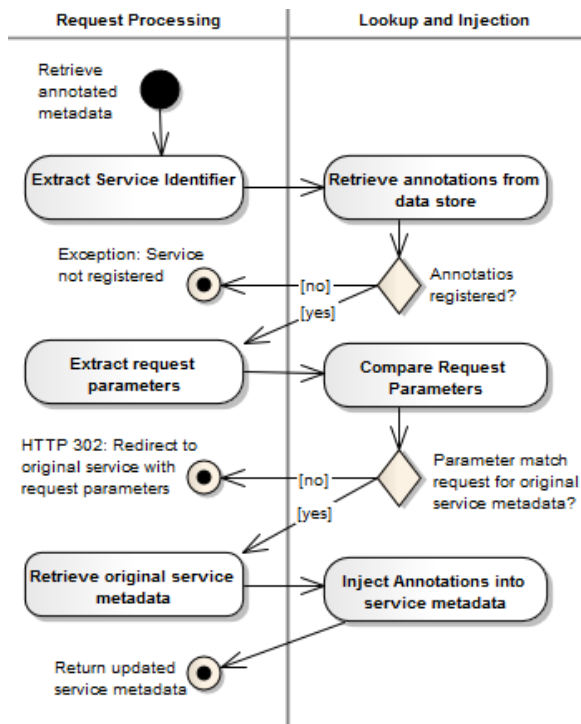 Request Processing
Lookup and Injection
Retrieve
annotated
metadata
Extract Service Identifier
Retrieve annotations from
data store
Exception: Service
not registered
[no]
Annotatios
registered?
[yes]
Extract request
parameters
Compare Request
Parameters
HTTP 302: Redirect to
original service with
request parameters
[no]
Parameter match
request for original
service metadata?
[yes]
Retrieve original service
metadata
Inject Annotations into
service metadata
Return updated
service metadata